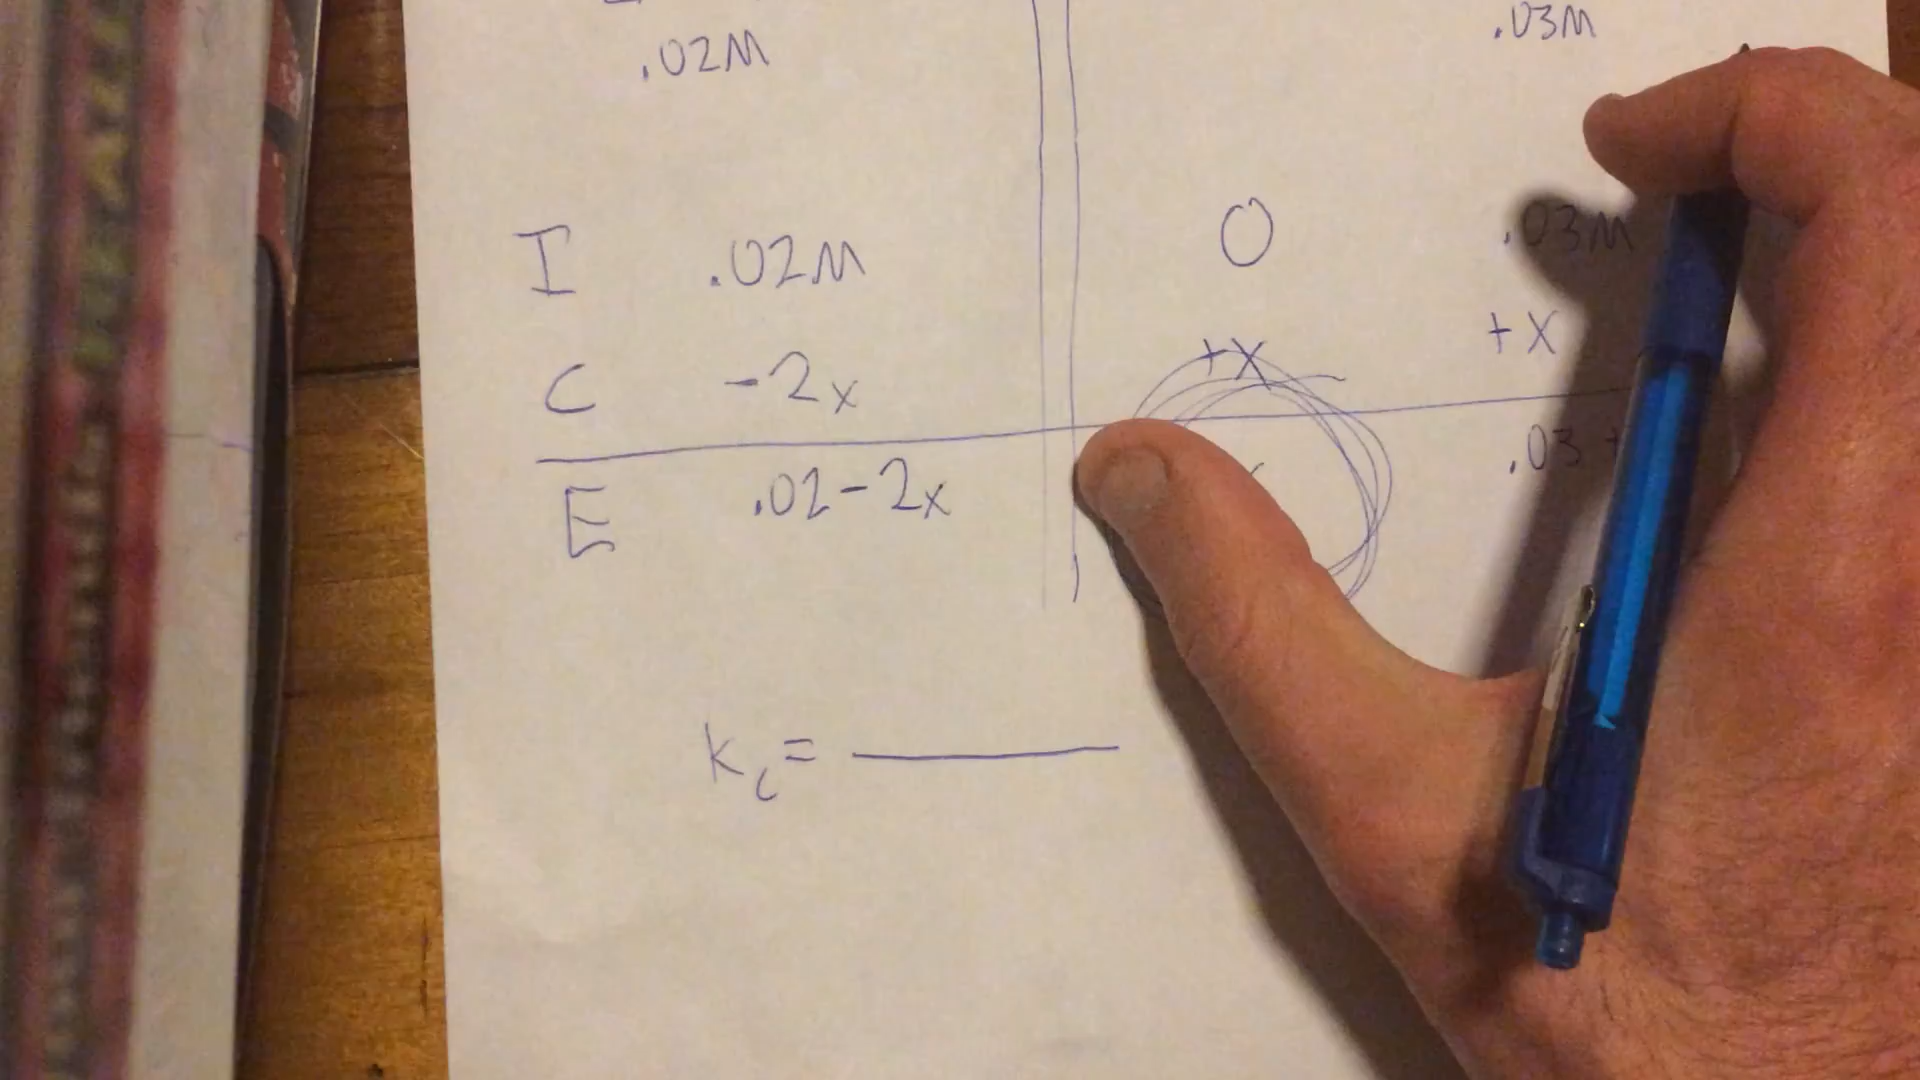 .02M .03M
I .02M 0 .03M
C -2x +x +x
E .02-2x .03 +
Kc=